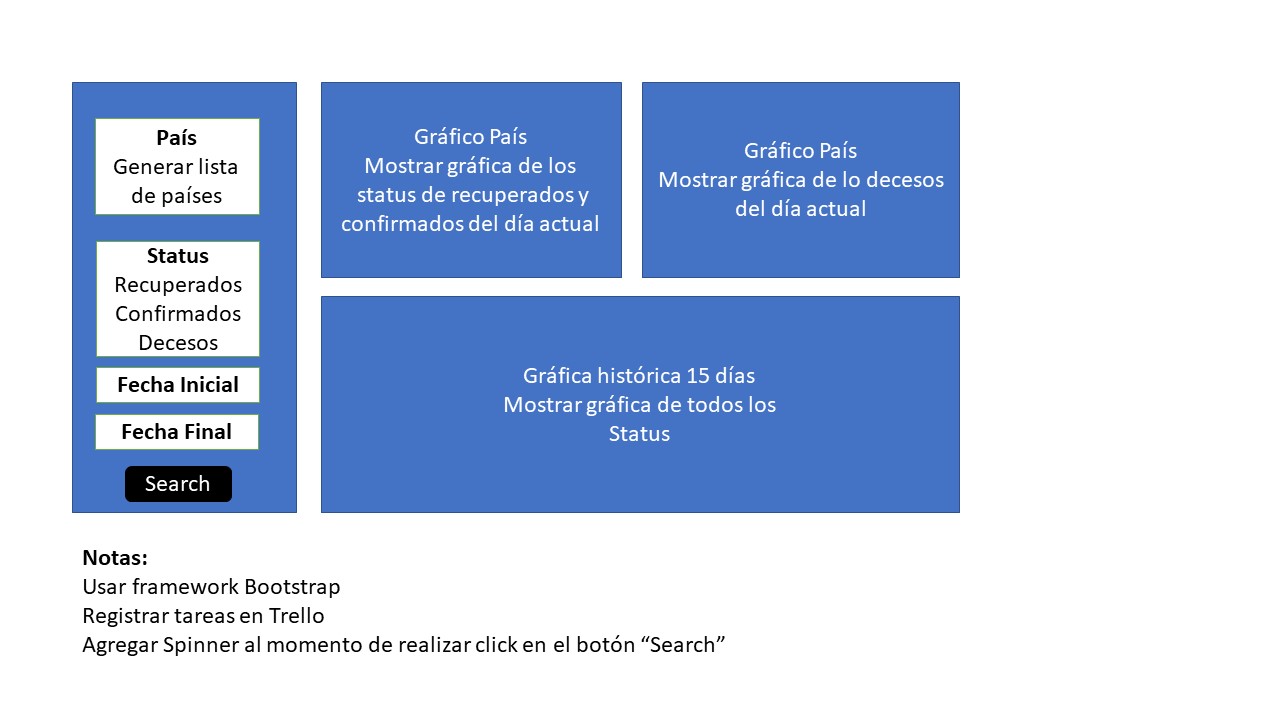 País
Generar lista
de países
Status
Recuperados
Confirmados
Decesos
Fecha Inicial
Fecha Final
Search
Gráfico País
Mostrar gráfica de los
status de recuperados y
confirmados del día actual
Gráfico País
Mostrar gráfica de lo decesos
del día actual
Gráfica histórica 15 días
Mostrar gráfica de todos los
Status
Notas:
Usar framework Bootstrap
Registrar tareas en Trello
Agregar Spinner al momento de realizar click en el botón “Search”